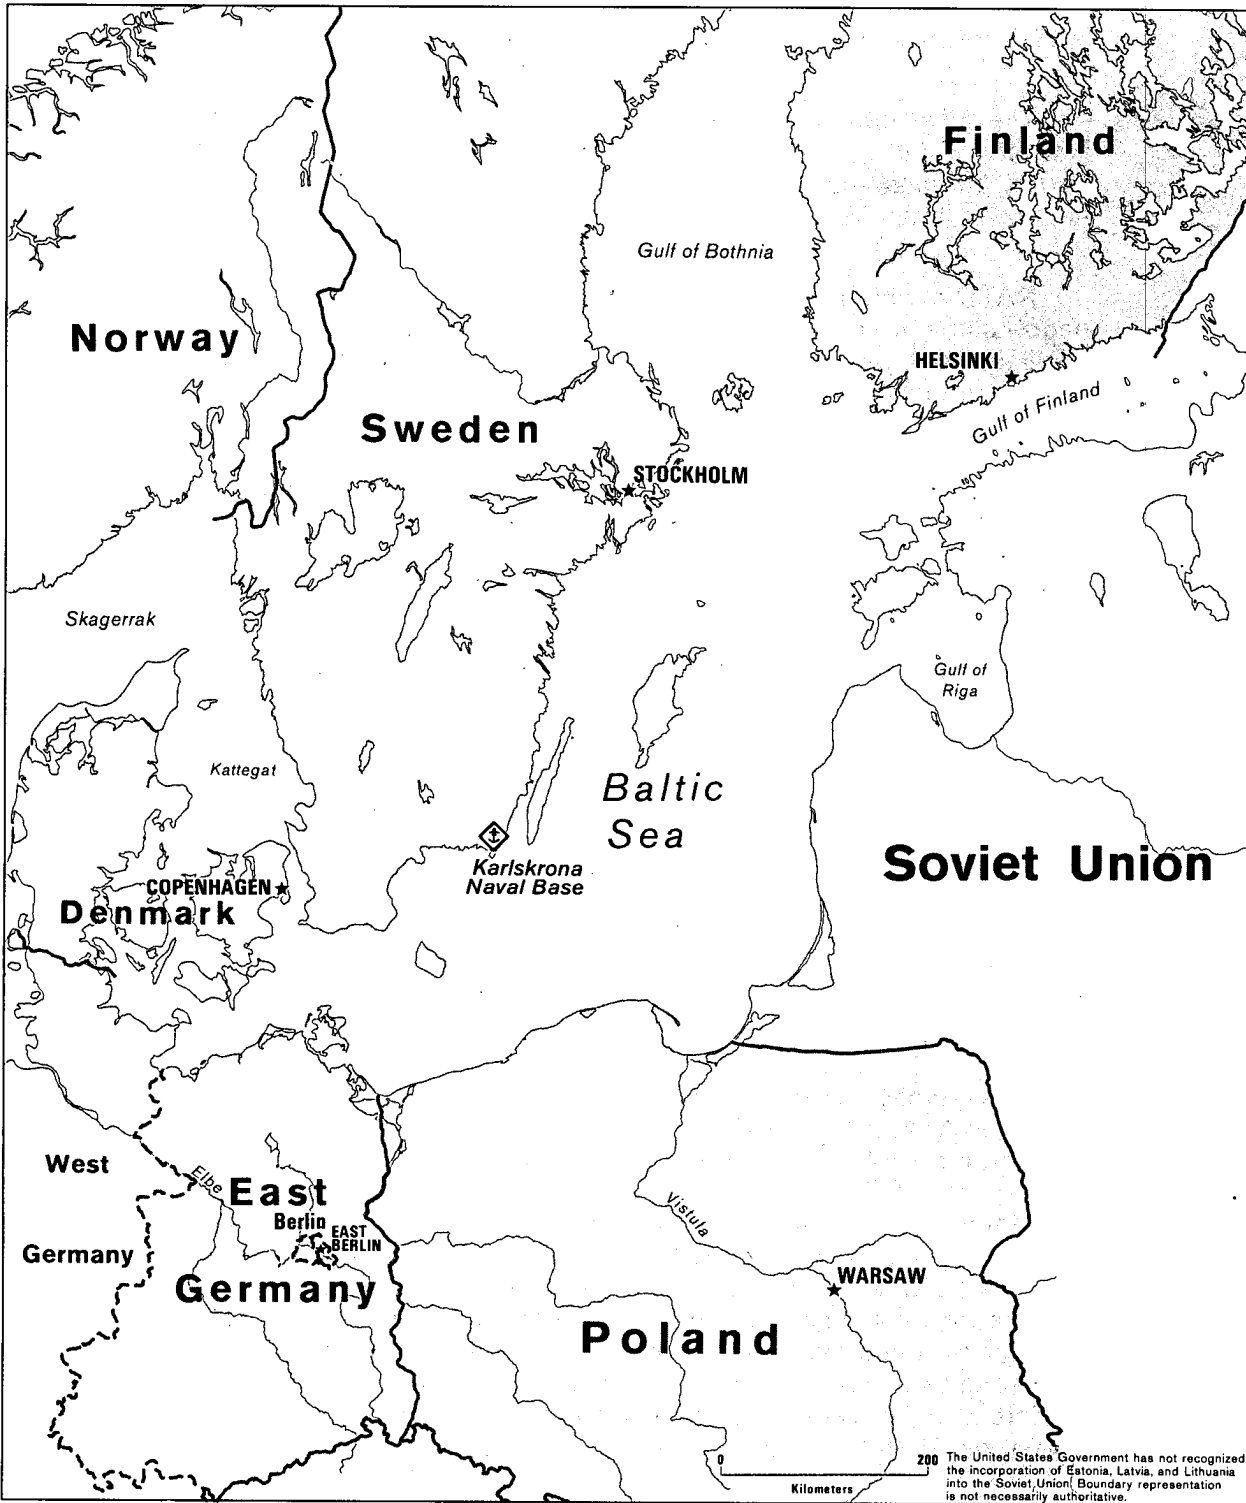 Finland
Gulf of Bothnia
Norway
HELSINKI
Gulf of Finland
Sweden
STOCKHOLM
Skagerrak
Gulf of
Riga
Kattegat
Baltic
Sea
Karlskrona
Naval Base
Soviet Union
COPENHAGEN
Denmark
West
Germany
Elbe
East
Germany
Berlin
EAST
BERLIN
Vistula
WARSAW
Poland
0 200
Kilometers
The United States Government has not recognized
the incorporation of Estonia, Latvia, and Lithuania
into the Soviet Union. Boundary representation
is not necessarily authoritative.